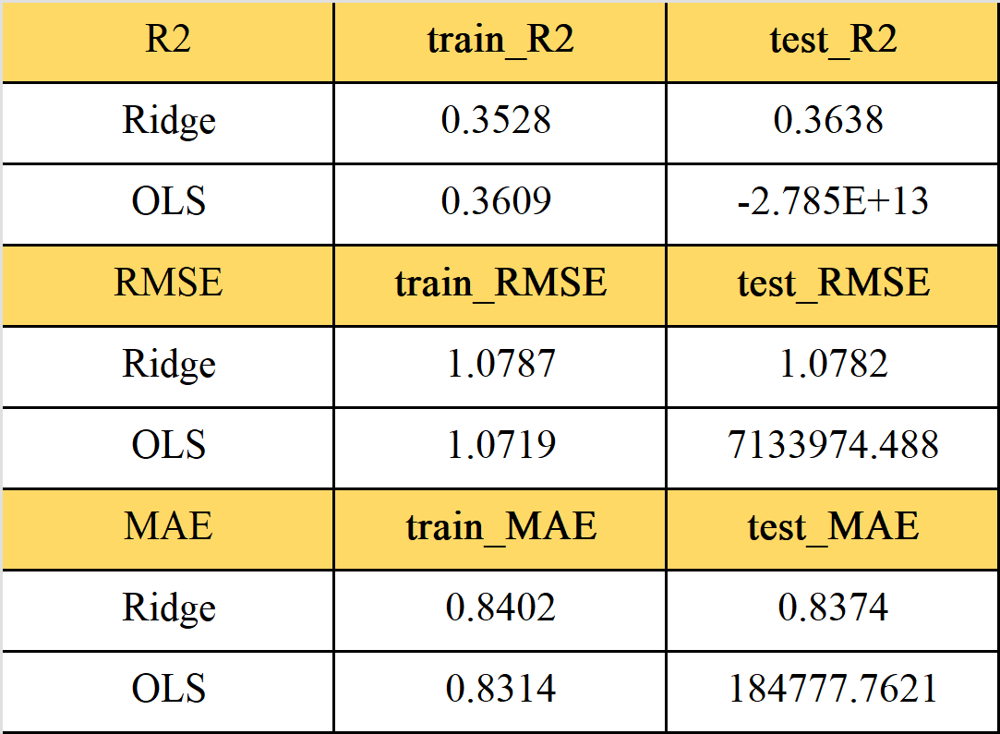 R2 train_R2 test_R2
Ridge 0.3528 0.3638
OLS 0.3609 -2.785E+13
RMSE train_RMSE test_RMSE
Ridge 1.0787 1.0782
OLS 1.0719 7133974.488
MAE train_MAE test_MAE
Ridge 0.8402 0.8374
OLS 0.8314 184777.7621